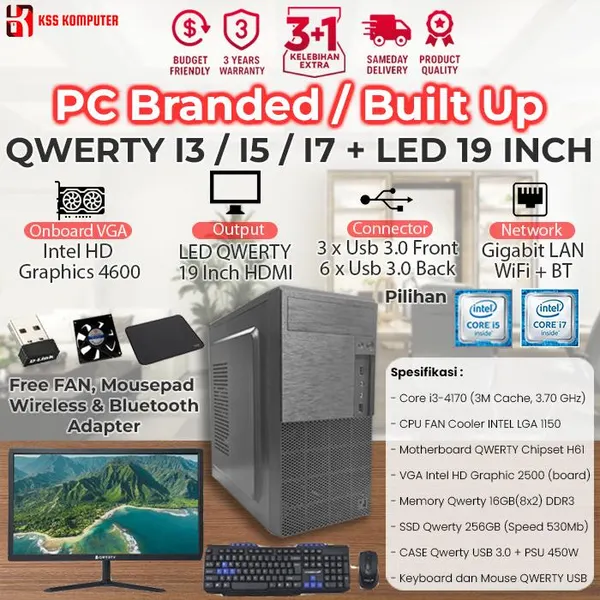 KSS KOMPUTER
$
BUDGET
FRIENDLY
3
YEARS
3 YEARS
WARRANTY
3+1
KELEBIHAN
EXTRA
SAMEDAY
DELIVERY
PRODUCT
QUALITY
PC Branded / Built Up
QWERTY I3 / I5 / I7 + LED 19 INCH
Onboard VGA
Intel HD
Graphics 4600
Output
LED QWERTY
19 Inch HDMI
Connector
3 x Usb 3.0 Front
6 x Usb 3.0 Back
Network
Gigabit LAN
WiFi + BT
Pilihan
intel
CORE i5
inside
intel
CORE i7
inside
D-Link
Free FAN, Mousepad
Wireless & Bluetooth
Adapter
Spesifikasi :
- Core i3-4170 (3M Cache, 3.70 GHz)
- CPU FAN Cooler INTEL LGA 1150
- Motherboard QWERTY Chipset H61
- VGA Intel HD Graphic 2500 (board)
- Memory Qwerty 16GB(8x2) DDR3
- SSD Qwerty 256GB (Speed 530Mb)
- CASE Qwerty USB 3.0 + PSU 450W
- Keyboard dan Mouse QWERTY USB
QWERTY